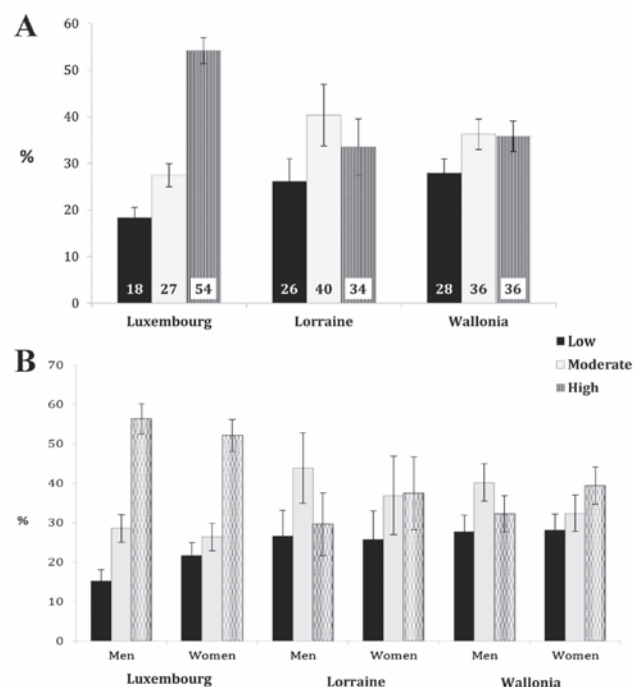 A
60
50
40
%
30
20
10
0
18 27 54 26 40 34 28 36 36
Luxembourg Lorraine Wallonia
Low
Moderate
High
B
70
60
50
40
%
30
20
10
0
Men Women Men Women Men Women
Luxembourg Lorraine Wallonia